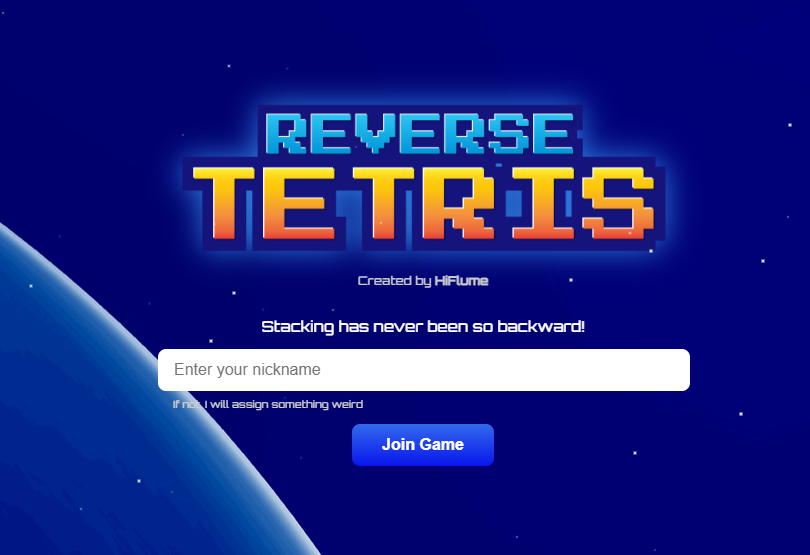 REVERSE
TETRIS
Created by HiFlume
Stacking has never been so backward!
Enter your nickname
If not, I will assign something weird
Join Game